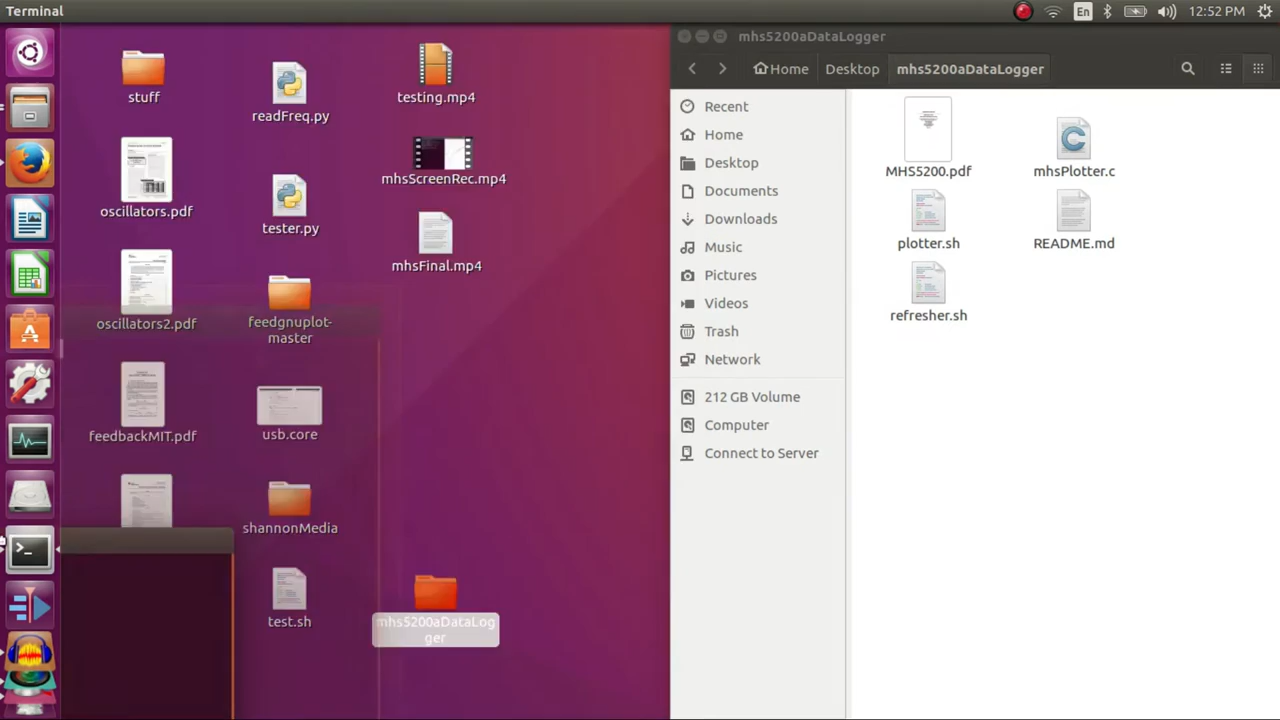 Terminal
En
12:52 PM
stuff
oscillators.pdf
oscillators2.pdf
feedbackMIT.pdf
readFreq.py
tester.py
feedgnuplot-
master
usb.core
shannonMedia
test.sh
testing.mp4
mhsScreenRec.mp4
mhsFinal.mp4
mhs5200aDataLog
ger
mhs5200aDataLogger
Home
Desktop
mhs5200aDataLogger
Recent
Home
Desktop
Documents
Downloads
Music
Pictures
Videos
Trash
Network
212 GB Volume
Computer
Connect to Server
MHS5200.pdf
mhsPlotter.c
plotter.sh
README.md
refresher.sh